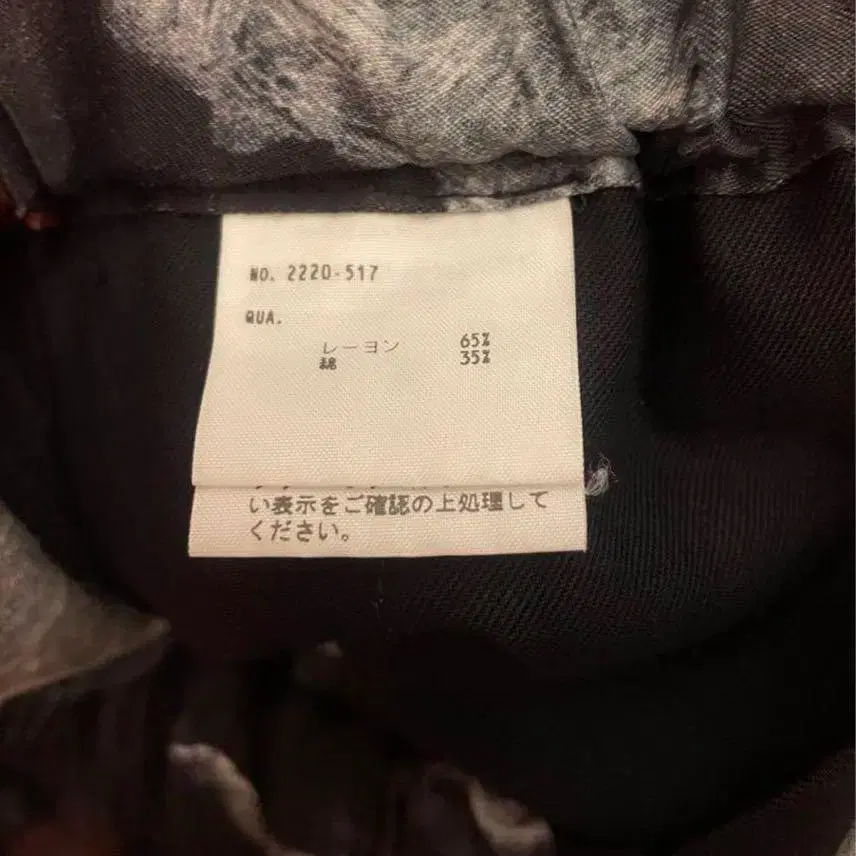 NO. 2220-517
QUA.
レーヨン 65%
綿 35%
い表示をご確認の上処理して
ください。